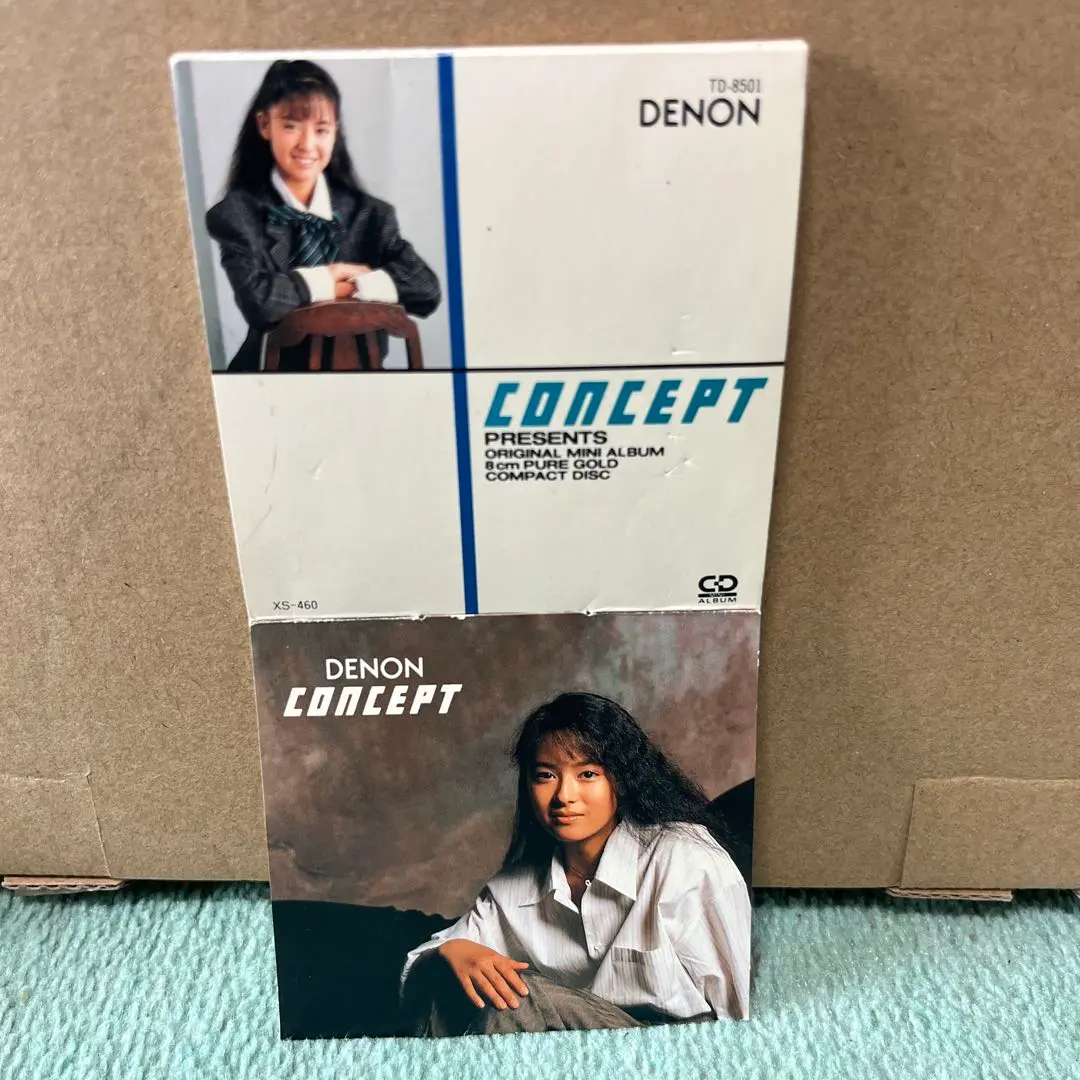 TD-8501
DENON
CONCEPT
PRESENTS
ORIGINAL MINI ALBUM
8cm PURE GOLD
COMPACT DISC
XS-460
CD
ALBUM
DENON
CONCEPT